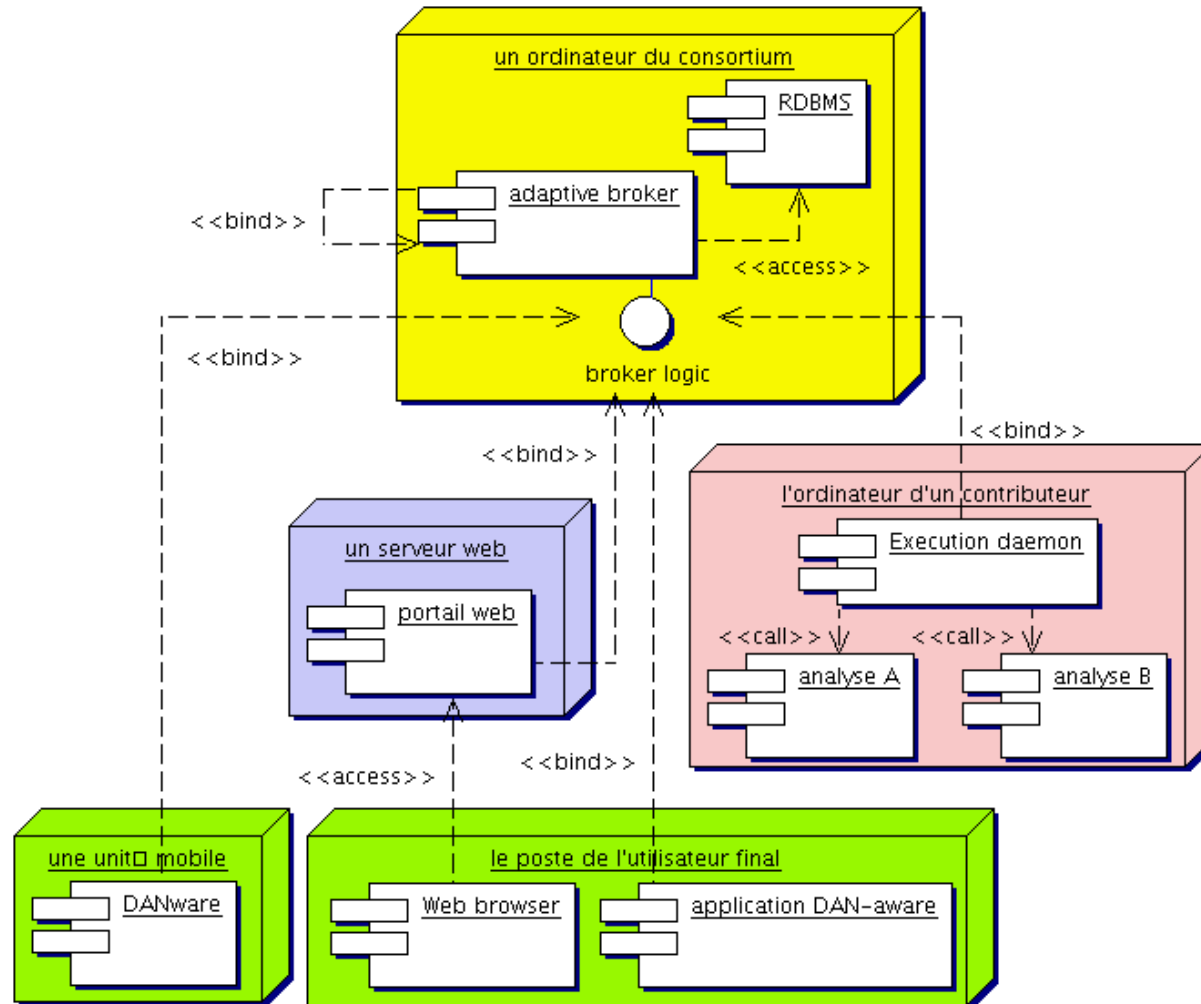 un ordinateur du consortium
RDBMS
adaptive broker
<<bind>>
<<access>>
<<bind>>
broker logic
<<bind>>
<<bind>>
l'ordinateur d'un contributeur
Execution daemon
un serveur web
portail web
<<call>>
<<call>>
analyse A
analyse B
<<access>>
<<bind>>
une unit□ mobile
DANware
le poste de l'utilisateur final
Web browser
application DAN-aware